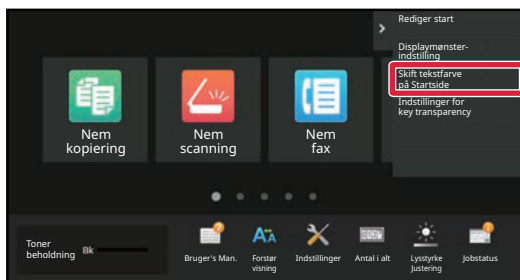 Rediger start
Displaymønster-
indstilling
Skift tekstfarve
på Startside
Indstillinger for
key transparency
Nem
kopiering
Nem
scanning
Nem
fax
Toner
beholdning
Bk
Bruger's Man.
Forstør
visning
Indstillinger
Antal i alt
Lysstyrke
Justering
Jobstatus